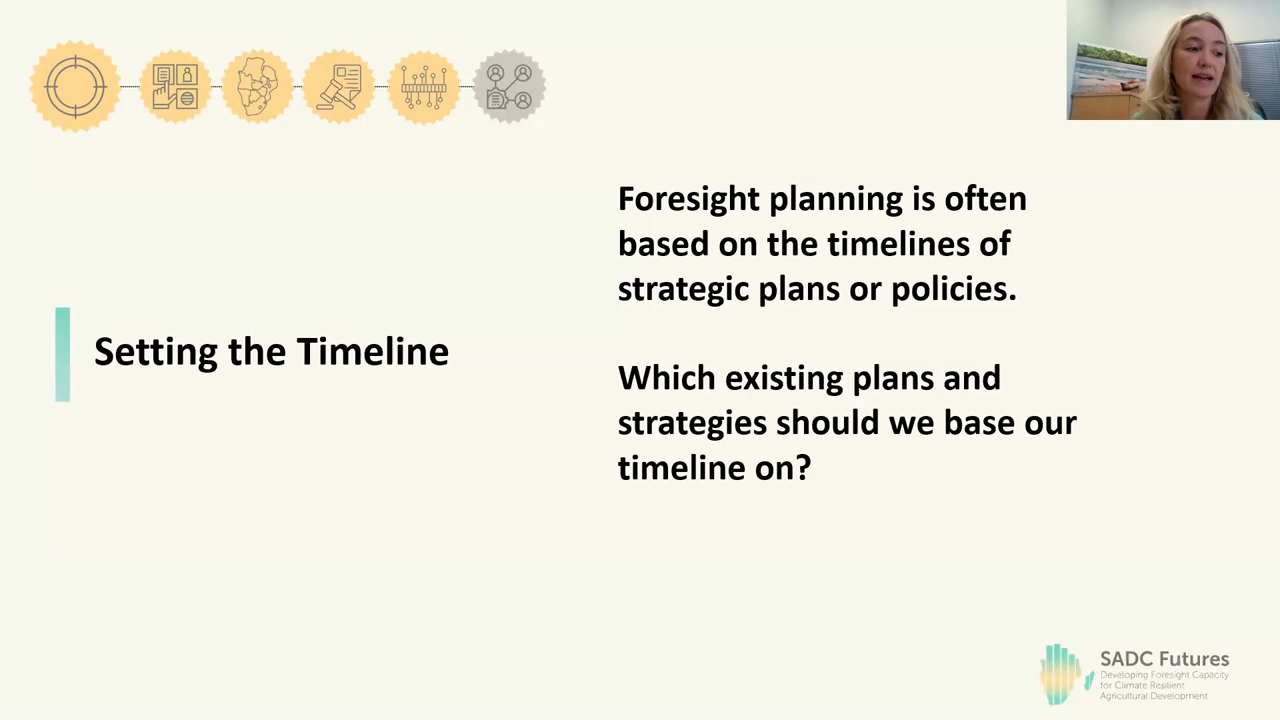 Setting the Timeline
Foresight planning is often
based on the timelines of
strategic plans or policies.
Which existing plans and
strategies should we base our
timeline on?
SADC Futures
Developing Foresight Capacity
for Climate Resilient
Agricultural Development